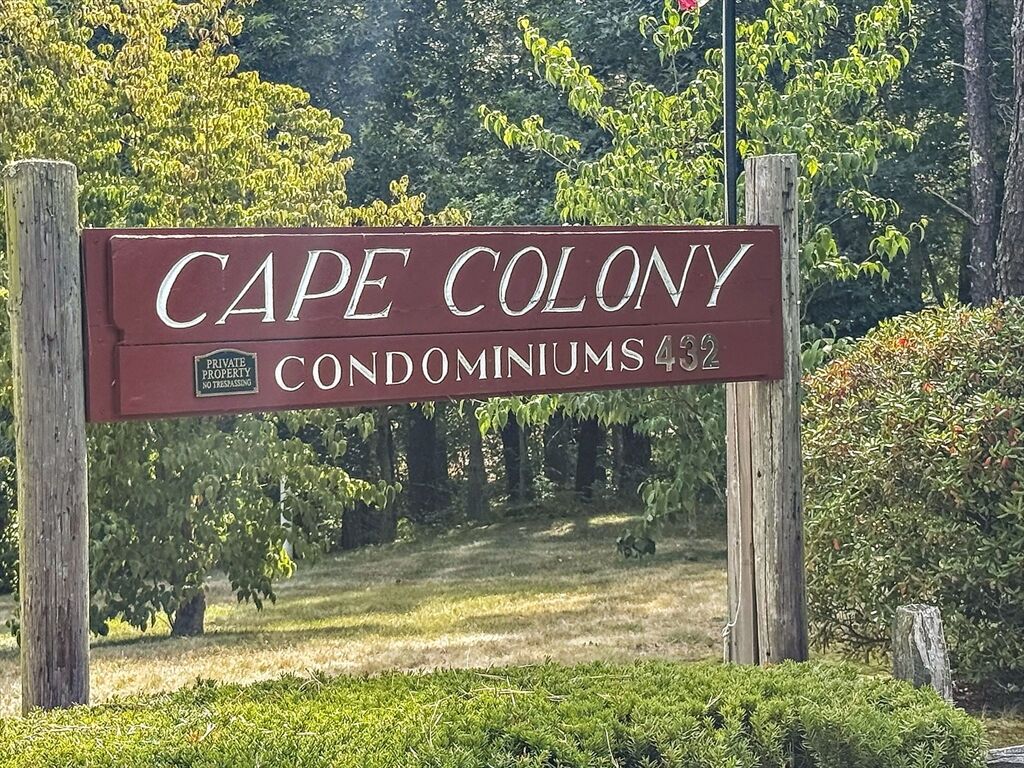 CAPE COLONY
PRIVATE
PROPERTY
NO TRESPASSING
CONDOMINIUMS 432